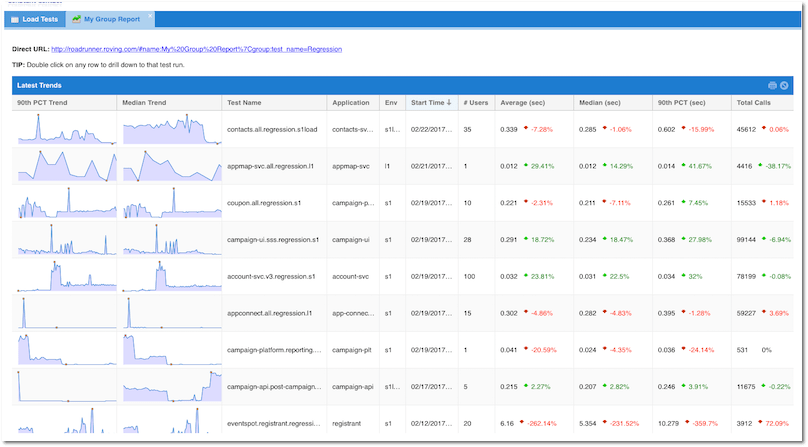 Load Tests My Group Report
Direct URL: http://roadrunner.roving.com/#name:My%20Group%20Report%7Cgroup:test_name=Regression
TIP: Double click on any row to drill down to that test run.
Latest Trends
90th PCT Trend Median Trend Test Name Application Env Start Time # Users Average (sec) Median (sec) 90th PCT (sec) Total Calls
contacts.all.regression.s1load contacts-sv... s1l... 02/22/2017... 35 0.339 -7.28% 0.285 -1.06% 0.602 -15.99% 45612 0.06%
appmap-svc.all.regression.l1 appmap-svc l1 02/21/2017... 1 0.012 29.41% 0.012 14.29% 0.014 41.67% 4416 -38.17%
coupon.all.regression.s1 campaign-p... s1 02/19/2017... 10 0.221 -2.31% 0.211 -7.11% 0.261 7.45% 15533 1.18%
campaign-ui.sss.regression.s1 campaign-ui s1 02/19/2017... 28 0.291 18.72% 0.234 18.47% 0.368 27.98% 99144 -6.94%
account-svc.v3.regression.s1 account-svc s1 02/19/2017... 100 0.032 23.81% 0.031 22.5% 0.034 32% 78199 -0.08%
appconnect.all.regression.l1 app-connec... s1 02/19/2017... 15 0.302 -4.86% 0.282 -4.83% 0.395 -1.28% 59227 3.69%
campaign-platform.reporting.... campaign-plt s1 02/19/2017... 1 0.041 -20.59% 0.024 -4.35% 0.036 -24.14% 531 0%
campaign-api.post-campaign... campaign-api s1l... 02/17/2017... 5 0.215 2.27% 0.207 2.82% 0.246 3.91% 11675 -0.22%
eventspot.registrant.regressi... registrant s1 02/12/2017... 20 6.16 -262.14% 5.354 -231.52% 10.279 -359.7% 3912 72.09%